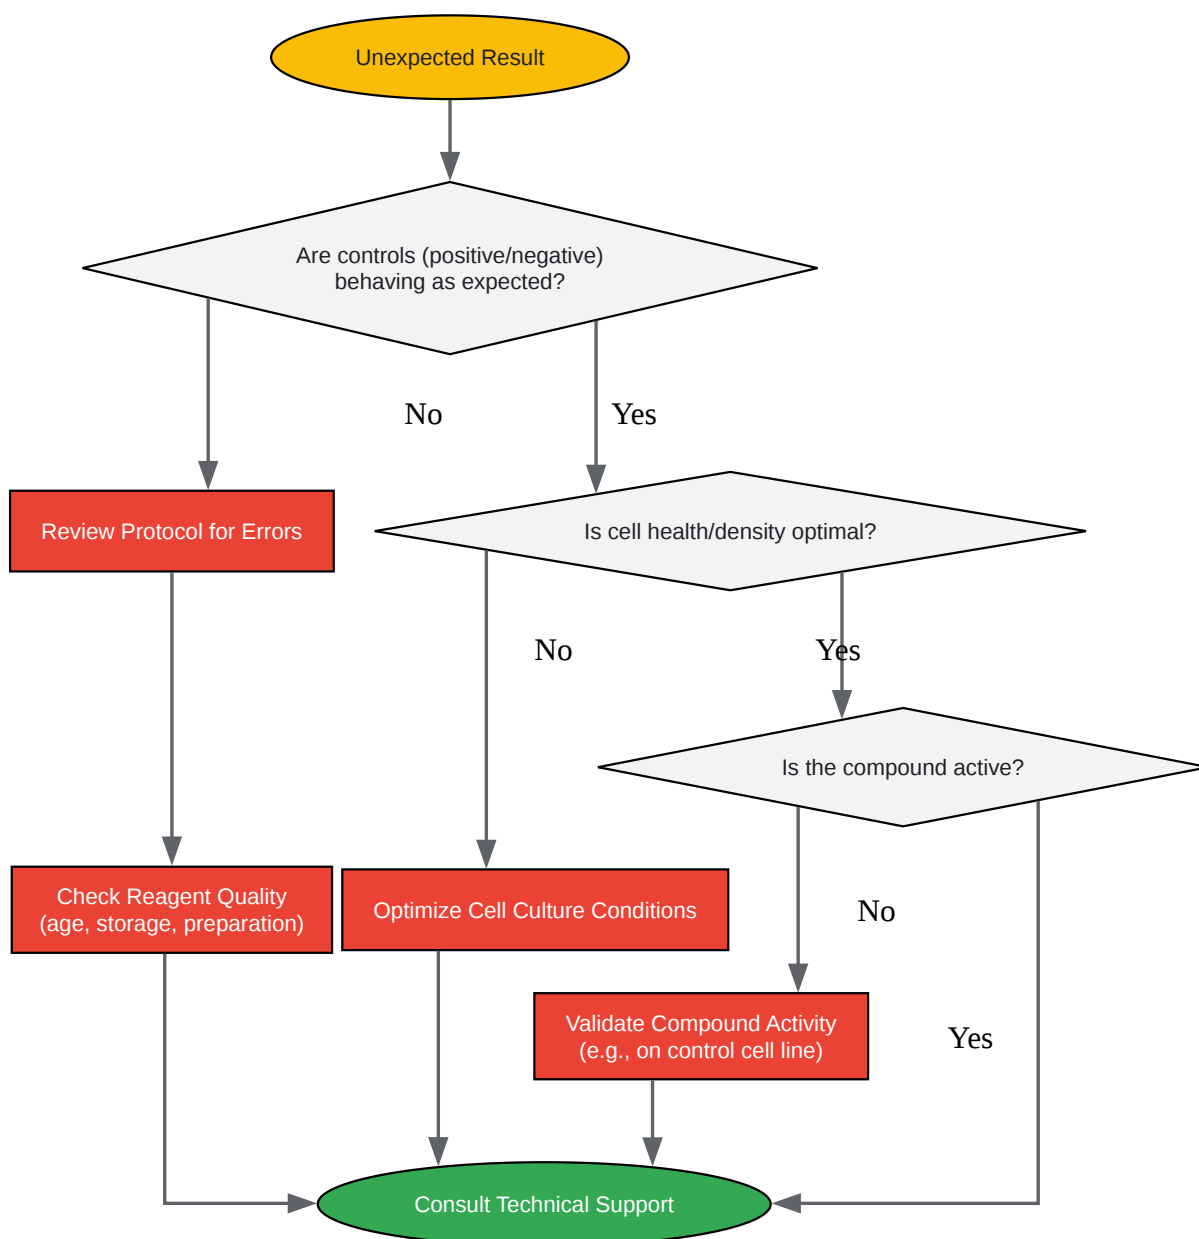 Unexpected Result
Are controls (positive/negative)
behaving as expected?
No
Yes
Review Protocol for Errors
Is cell health/density optimal?
No
Yes
Is the compound active?
Check Reagent Quality
(age, storage, preparation)
Optimize Cell Culture Conditions
No
Validate Compound Activity
(e.g., on control cell line)
Yes
Consult Technical Support